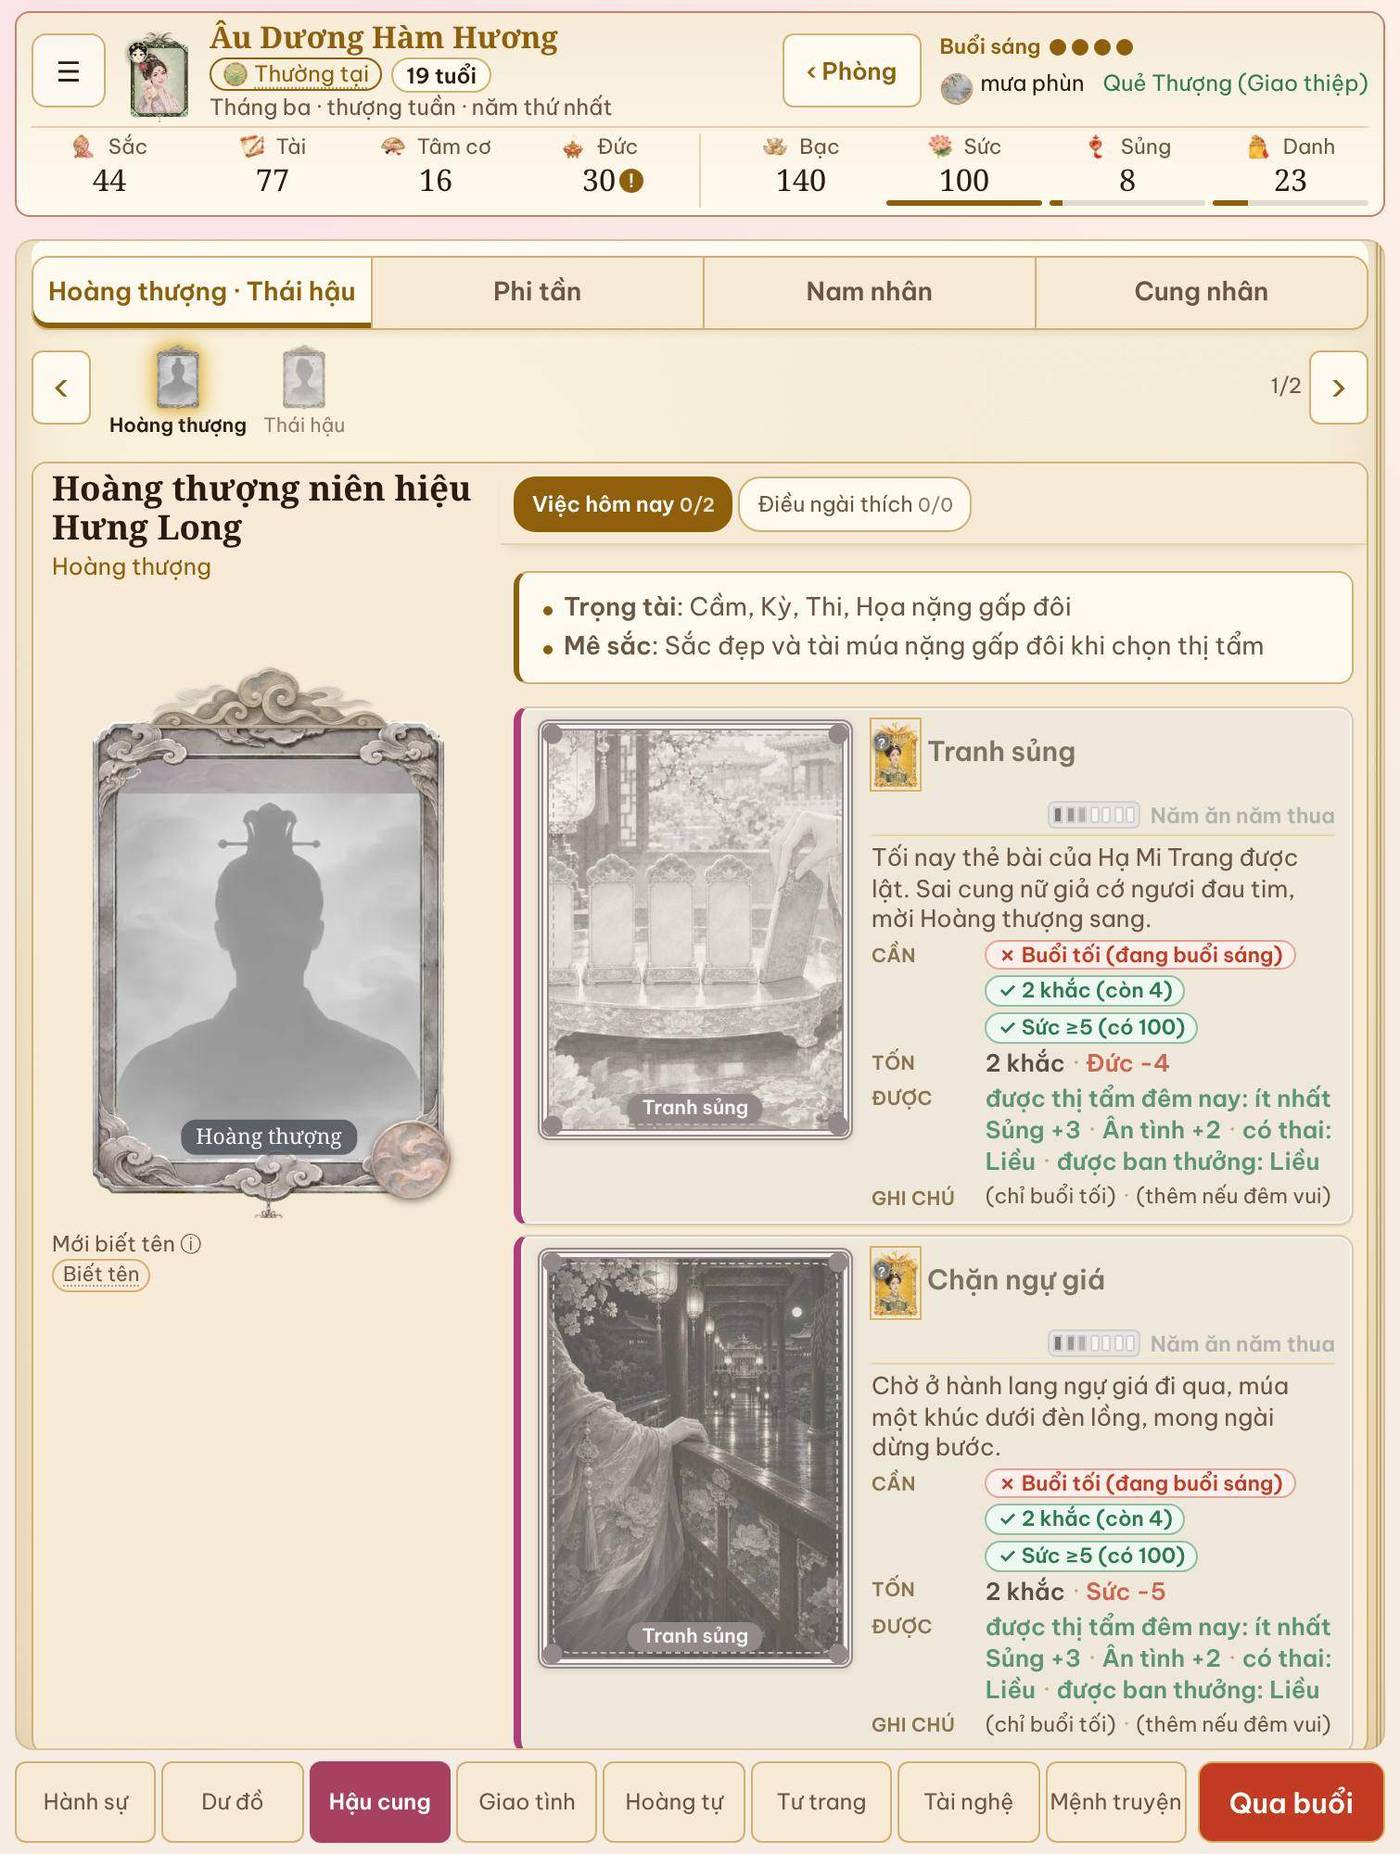 ☰
Âu Dương Hàm Hương
Thường tại
19 tuổi
Tháng ba · thượng tuần · năm thứ nhất
‹ Phòng
Buổi sáng
mưa phùn
Quẻ Thượng (Giao thiệp)
Sắc
44
Tài
77
Tâm cơ
16
Đức
30 !
Bạc
140
Sức
100
Sủng
8
Danh
23
Hoàng thượng · Thái hậu
Phi tần
Nam nhân
Cung nhân
‹
Hoàng thượng
Thái hậu
1/2
›
Hoàng thượng niên hiệu
Hưng Long
Hoàng thượng
Hoàng thượng
Mới biết tên ⓘ
Biết tên
Việc hôm nay 0/2
Điều ngài thích 0/0
• Trọng tài: Cầm, Kỳ, Thi, Họa nặng gấp đôi
• Mê sắc: Sắc đẹp và tài múa nặng gấp đôi khi chọn thị tẩm
Tranh sủng
?
Tranh sủng
Năm ăn năm thua
Tối nay thẻ bài của Hạ Mi Trang được
lật. Sai cung nữ giả cớ ngươi đau tim,
mời Hoàng thượng sang.
CẦN
× Buổi tối (đang buổi sáng)
✓ 2 khắc (còn 4)
✓ Sức ≥5 (có 100)
TỐN
2 khắc · Đức -4
ĐƯỢC
được thị tẩm đêm nay: ít nhất
Sủng +3 · Ân tình +2 · có thai:
Liều · được ban thưởng: Liều
GHI CHÚ
(chỉ buổi tối) · (thêm nếu đêm vui)
Tranh sủng
?
Chặn ngự giá
Năm ăn năm thua
Chờ ở hành lang ngự giá đi qua, múa
một khúc dưới đèn lồng, mong ngài
dừng bước.
CẦN
× Buổi tối (đang buổi sáng)
✓ 2 khắc (còn 4)
✓ Sức ≥5 (có 100)
TỐN
2 khắc · Sức -5
ĐƯỢC
được thị tẩm đêm nay: ít nhất
Sủng +3 · Ân tình +2 · có thai:
Liều · được ban thưởng: Liều
GHI CHÚ
(chỉ buổi tối) · (thêm nếu đêm vui)
Hành sự
Dư đồ
Hậu cung
Giao tình
Hoàng tự
Tư trang
Tài nghệ
Mệnh truyện
Qua buổi